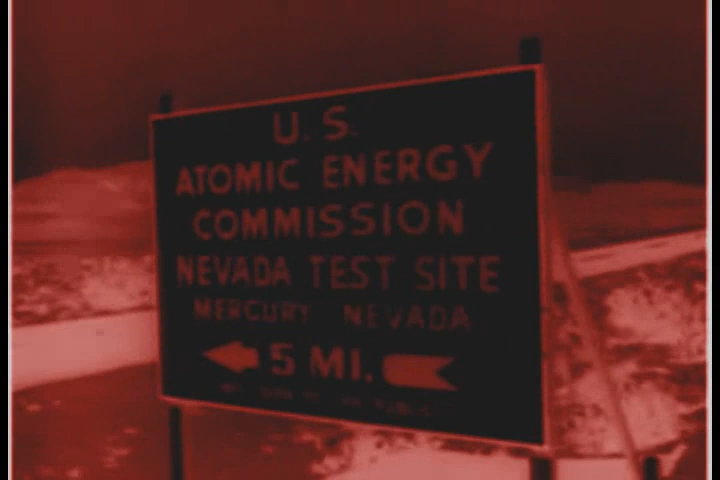 U. S.
ATOMIC ENERGY
COMMISSION
NEVADA TEST SITE
MERCURY NEVADA
5 MI.